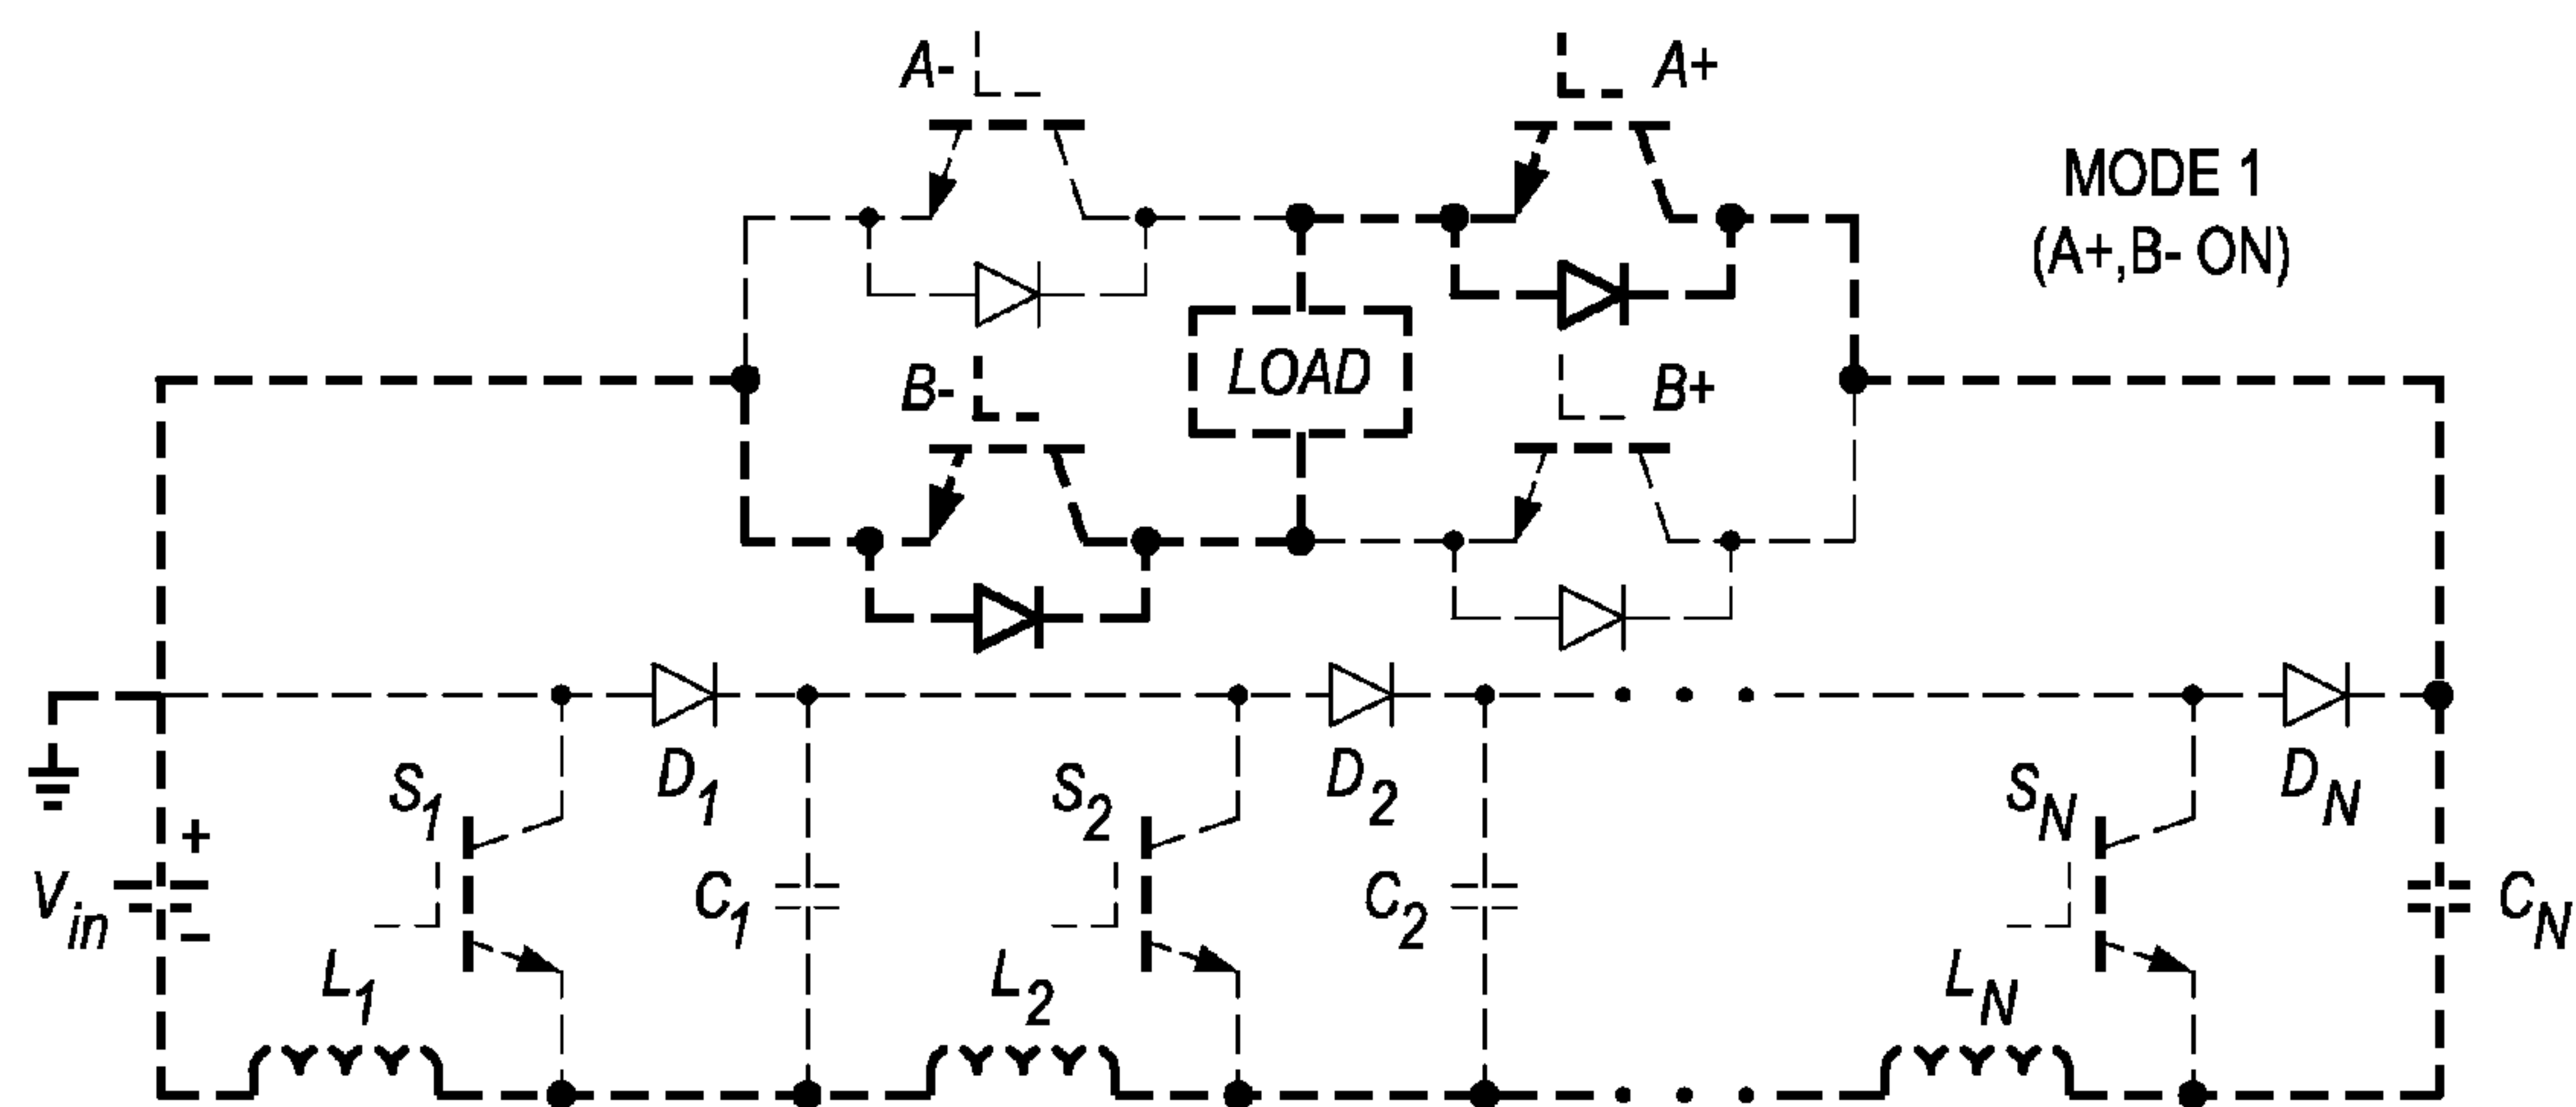 A- A+
MODE 1
(A+,B- ON)
B- LOAD B+
D1 D2 DN
S1 S2 SN
+
Vin C1 C2 CN
-
L1 L2 LN